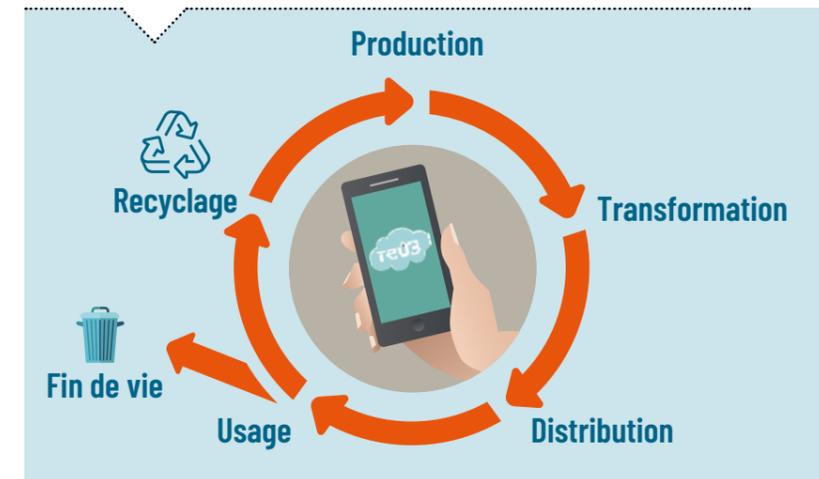 Production
Recyclage
Transformation
Fin de vie
Usage
Distribution